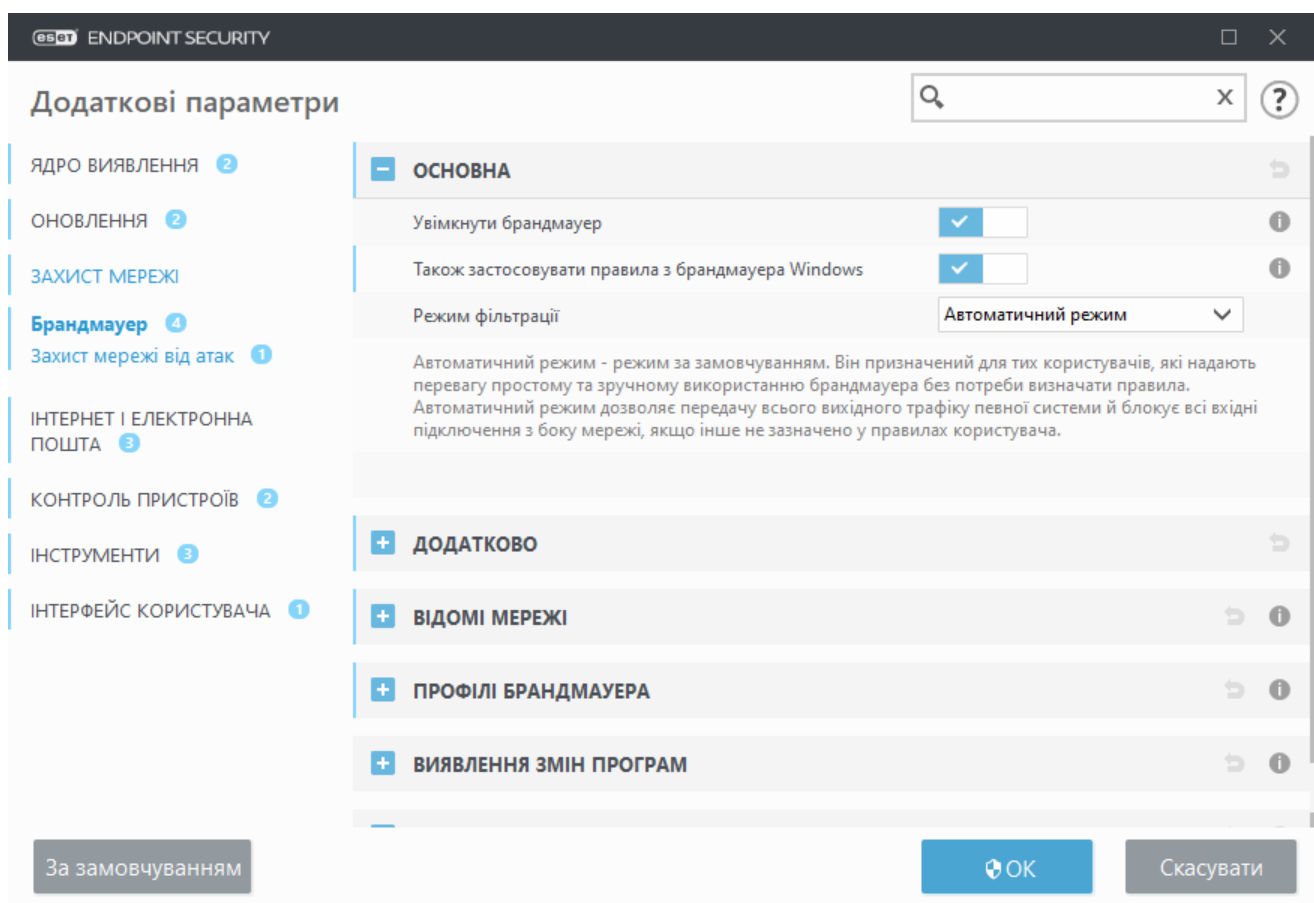 eset ENDPOINT SECURITY
Додаткові параметри
x
?
ЯДРО ВИЯВЛЕННЯ 2
ОНОВЛЕННЯ 2
ЗАХИСТ МЕРЕЖІ
Брандмауер 4
Захист мережі від атак 1
ІНТЕРНЕТ І ЕЛЕКТРОННА
ПОШТА 3
КОНТРОЛЬ ПРИСТРОЇВ 2
ІНСТРУМЕНТИ 3
ІНТЕРФЕЙС КОРИСТУВАЧА 1
ОСНОВНА
Увімкнути брандмауер
Також застосовувати правила з брандмауера Windows
Режим фільтрації
Автоматичний режим
Автоматичний режим - режим за замовчуванням. Він призначений для тих користувачів, які надають
перевагу простому та зручному використанню брандмауера без потреби визначати правила.
Автоматичний режим дозволяє передачу всього вихідного трафіку певної системи й блокує всі вхідні
підключення з боку мережі, якщо інше не зазначено у правилах користувача.
ДОДАТКОВО
ВІДОМІ МЕРЕЖІ
ПРОФІЛІ БРАНДМАУЕРА
ВИЯВЛЕННЯ ЗМІН ПРОГРАМ
За замовчуванням
OK
Скасувати